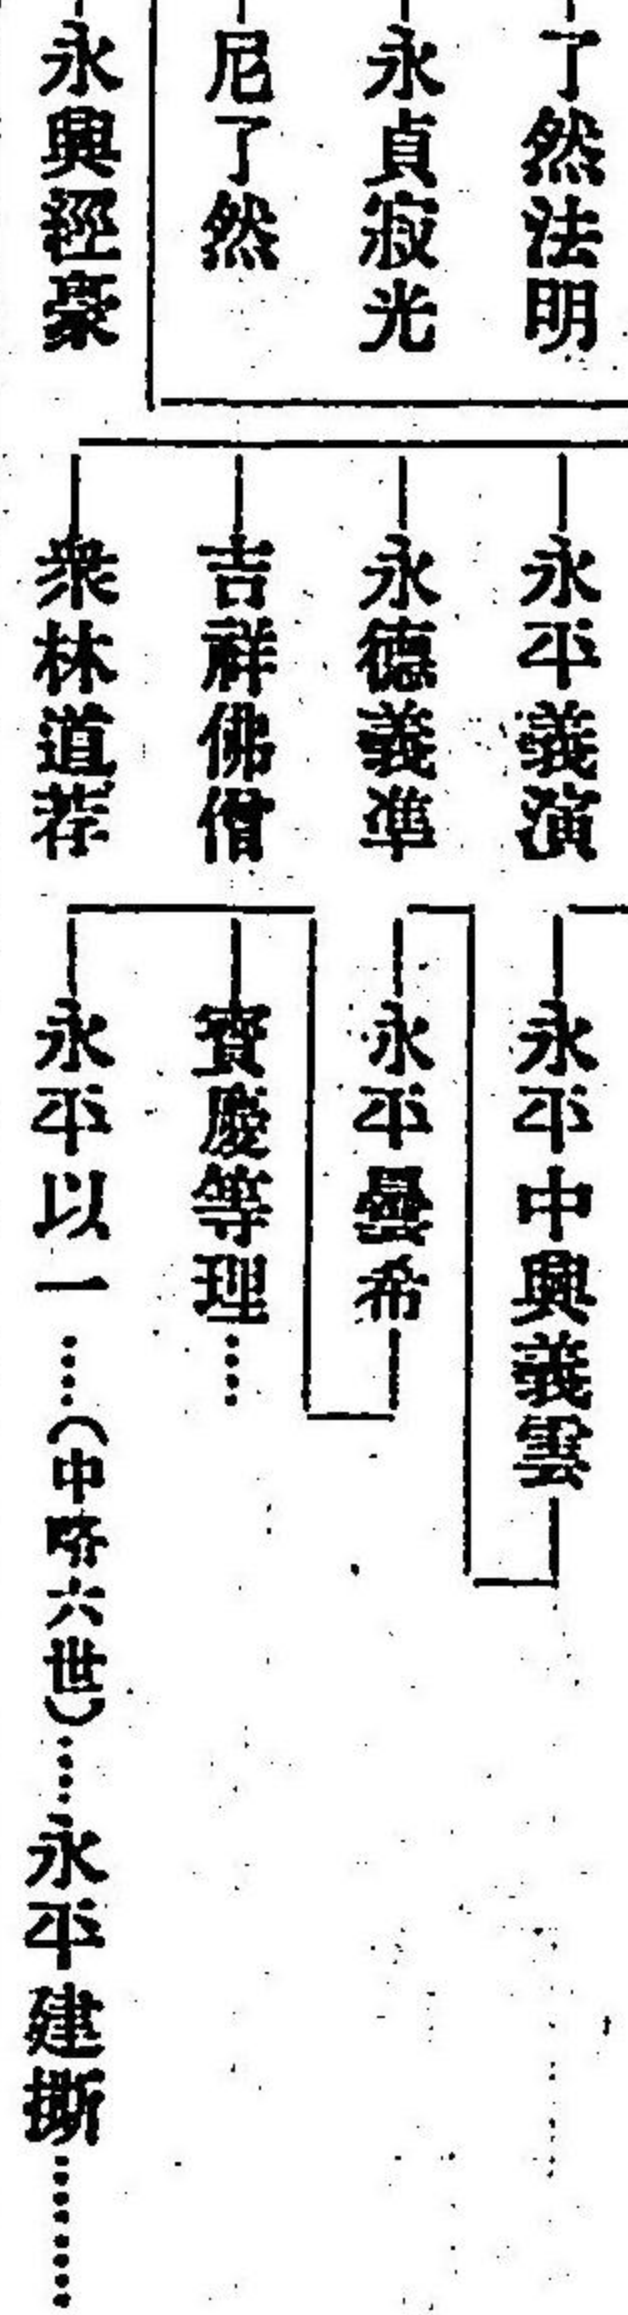 了然法明
永貞寂光
尼了然
永興經豪
永平義演
永德義準
吉祥佛僧
衆林道荐
永平中興義雲
永平曇希
寶慶等理……
永平以一……(中略六世)……永平建撕………